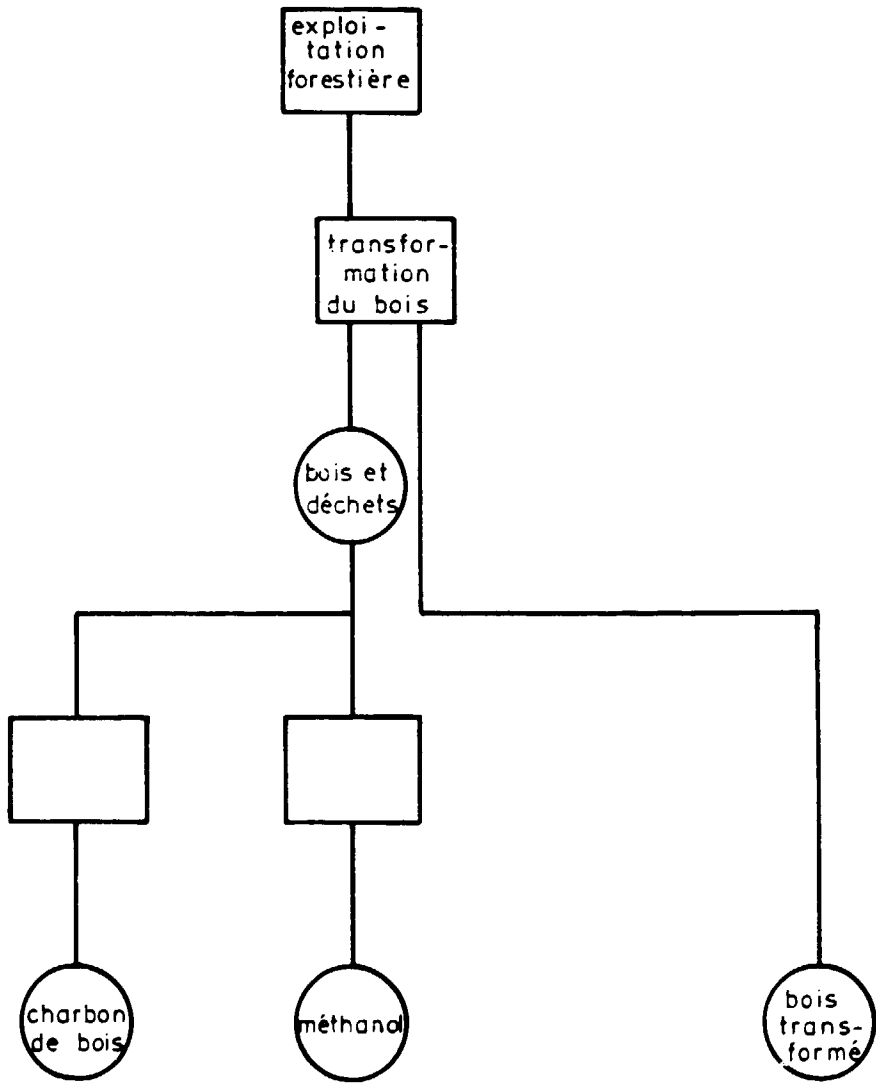 exploi-
tation
forestière
transfor-
mation
du bois
bois et
déchets
charbon
de bois
méthanol
bois
trans-
formé